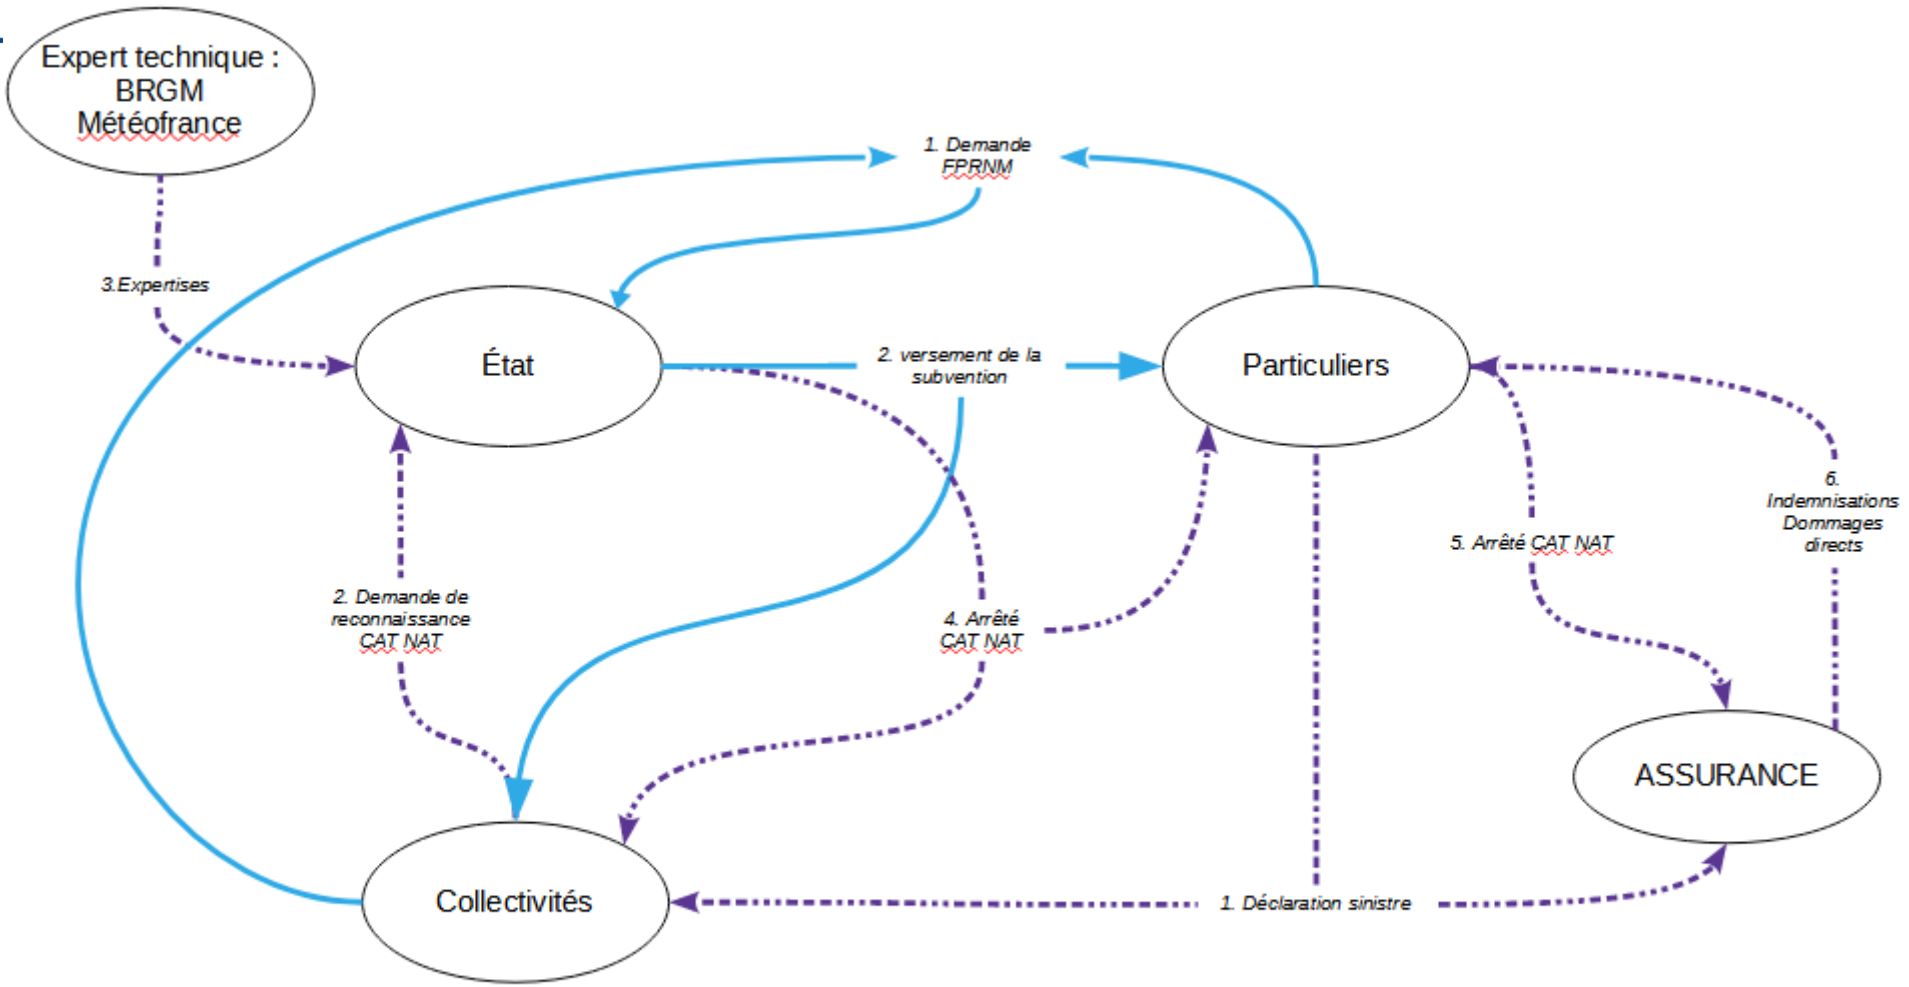 Expert technique :
BRGM
Météofrance
1. Demande
FPRNM
3.Expertises
État
2. versement de la
subvention
Particuliers
6.
Indemnisations
Dommages
directs
5. Arrêté CAT NAT
2. Demande de
reconnaissance
CAT NAT
4. Arrêté
CAT NAT
ASSURANCE
Collectivités
1. Déclaration sinistre